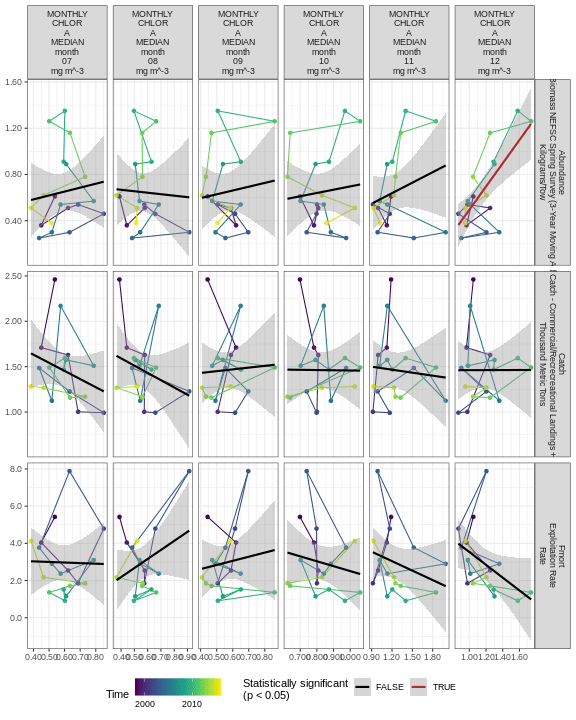 MONTHLY
CHLOR
A
MEDIAN
month
07
mg m^-3
MONTHLY
CHLOR
A
MEDIAN
month
08
mg m^-3
MONTHLY
CHLOR
A
MEDIAN
month
09
mg m^-3
MONTHLY
CHLOR
A
MEDIAN
month
10
mg m^-3
MONTHLY
CHLOR
A
MEDIAN
month
11
mg m^-3
MONTHLY
CHLOR
A
MEDIAN
month
12
mg m^-3
1.60
1.20
0.80
0.40
Abundance
Biomass NEFSC Spring Survey (3-Year Moving A
Kilograms/Tow
2.50
2.00
1.50
1.00
Catch
Catch - Commercial/Recreational Landings +
Thousand Metric Tons
8.0
6.0
4.0
2.0
0.0
Fmort
Exploitation Rate
Rate
0.40 0.50 0.60 0.70 0.80
0.40 0.50 0.60 0.70 0.80 0.90
0.40 0.50 0.60 0.70 0.80
0.700 0.800 0.900 1.000
0.90 1.20 1.50 1.80
1.00 1.20 1.40 1.60
Time
2000 2010
Statistically significant
(p < 0.05)
FALSE
TRUE